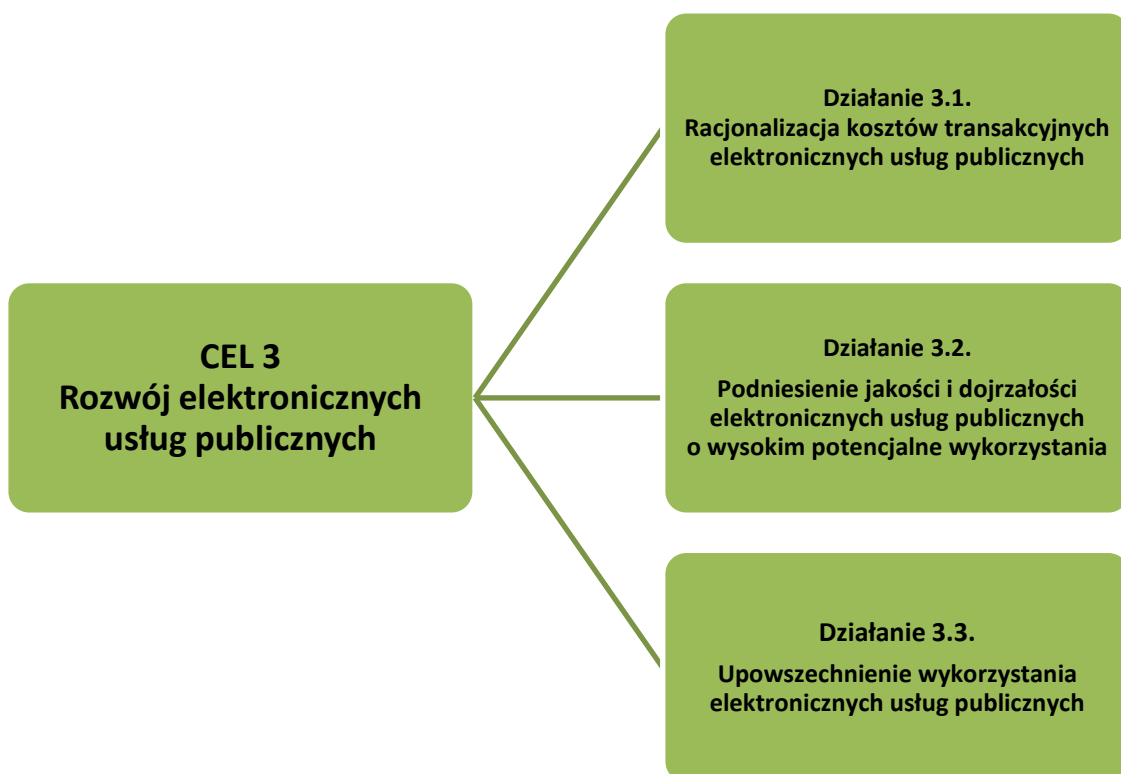 CEL 3
Rozwój elektronicznych
usług publicznych
Działanie 3.1.
Racjonalizacja kosztów transakcyjnych
elektronicznych usług publicznych
Działanie 3.2.
Podniesienie jakości i dojrzałości
elektronicznych usług publicznych
o wysokim potencjalne wykorzystania
Działanie 3.3.
Upowszechnienie wykorzystania
elektronicznych usług publicznych